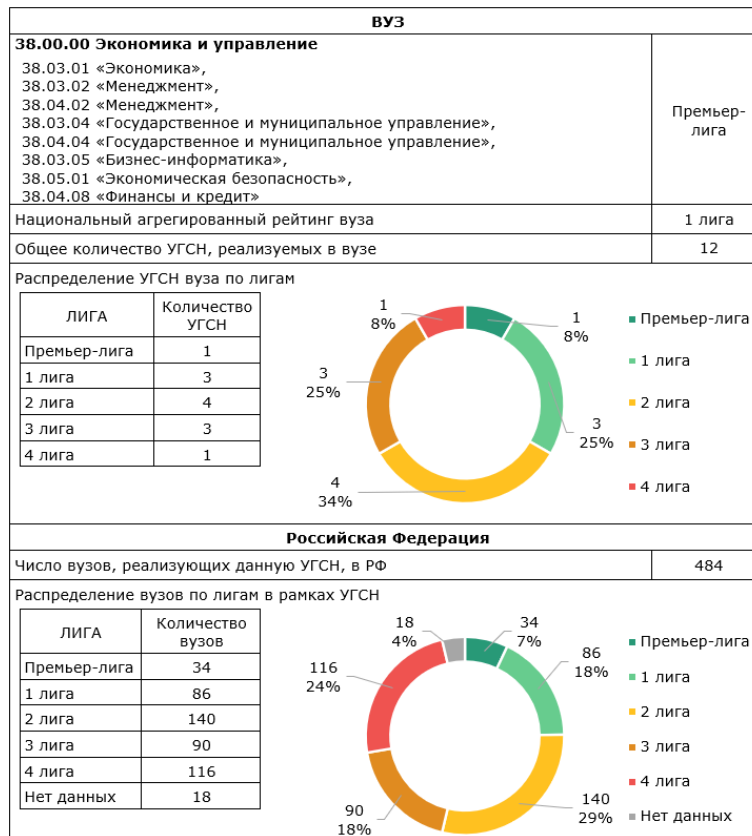 ВУЗ
38.00.00 Экономика и управление
38.03.01 «Экономика»,
38.03.02 «Менеджмент»,
38.04.02 «Менеджмент»,
38.03.04 «Государственное и муниципальное управление»,
38.04.04 «Государственное и муниципальное управление»,
38.03.05 «Бизнес-информатика»,
38.05.01 «Экономическая безопасность»,
38.04.08 «Финансы и кредит»
Премьер-
лига
Национальный агрегированный рейтинг вуза 1 лига
Общее количество УГСН, реализуемых в вузе 12
Распределение УГСН вуза по лигам
ЛИГА Количество
УГСН
Премьер-лига 1
1 лига 3
2 лига 4
3 лига 3
4 лига 1
1
8%
1
8%
3
25%
3
25%
4
34%
Премьер-лига
1 лига
2 лига
3 лига
4 лига
Российская Федерация
Число вузов, реализующих данную УГСН, в РФ 484
Распределение вузов по лигам в рамках УГСН
ЛИГА Количество
вузов
Премьер-лига 34
1 лига 86
2 лига 140
3 лига 90
4 лига 116
Нет данных 18
18
4%
34
7%
86
18%
116
24%
140
29%
90
18%
Премьер-лига
1 лига
2 лига
3 лига
4 лига
Нет данных